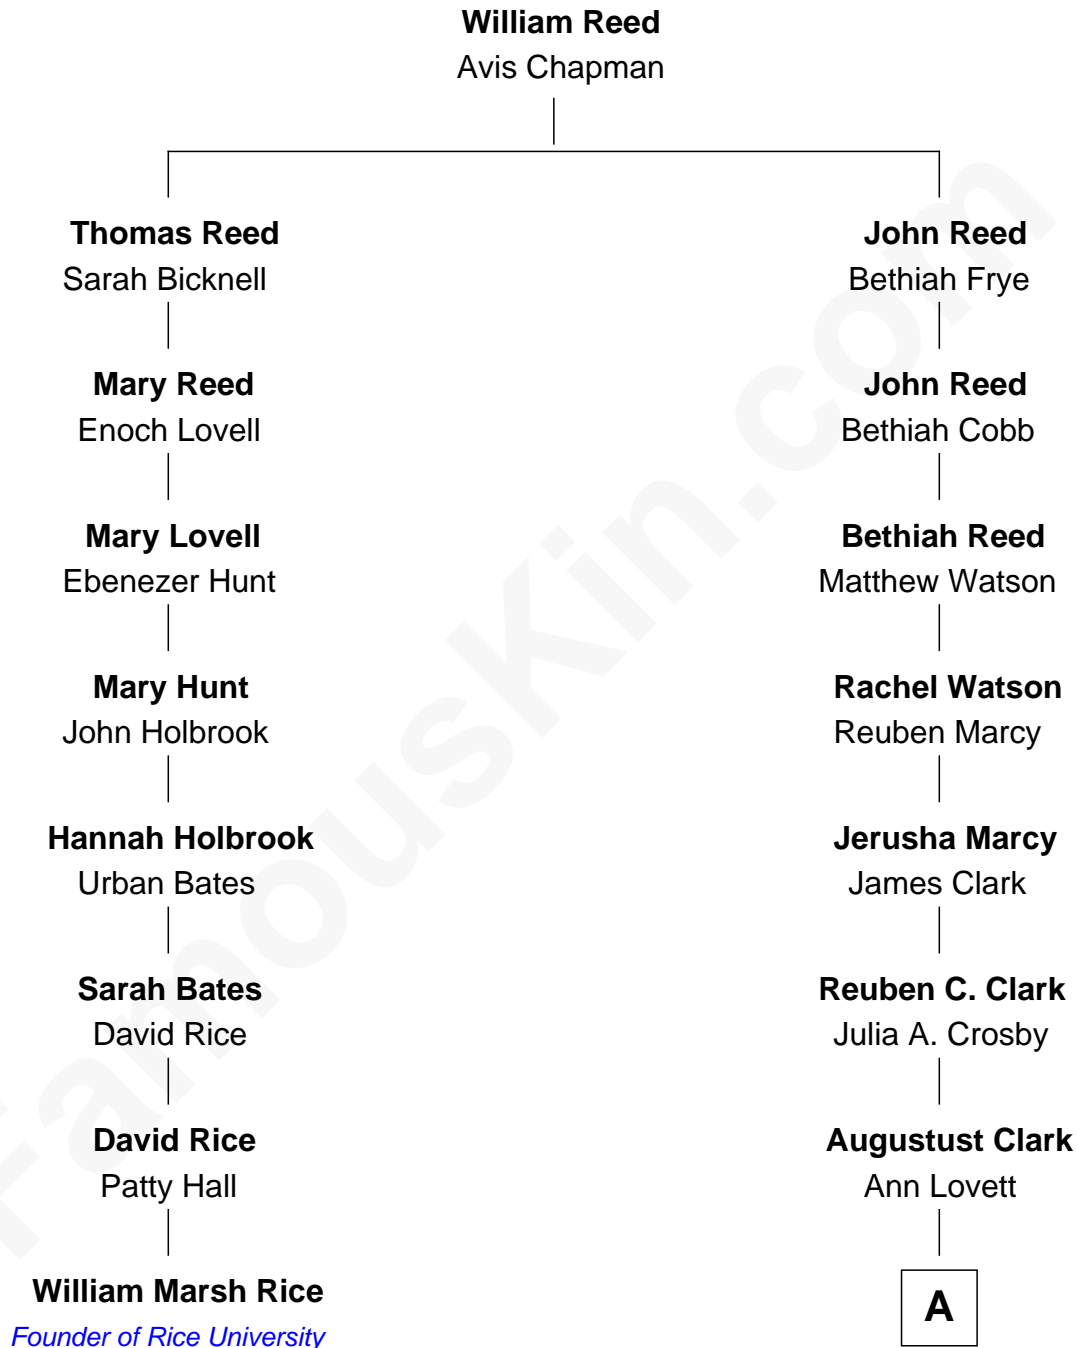 William Reed
Avis Chapman
Thomas Reed
Sarah Bicknell
John Reed
Bethiah Frye
Mary Reed
Enoch Lovell
John Reed
Bethiah Cobb
Mary Lovell
Ebenezer Hunt
Bethiah Reed
Matthew Watson
Mary Hunt
John Holbrook
Rachel Watson
Reuben Marcy
Hannah Holbrook
Urban Bates
Jerusha Marcy
James Clark
Sarah Bates
David Rice
Reuben C. Clark
Julia A. Crosby
David Rice
Patty Hall
Augustust Clark
Ann Lovett
William Marsh Rice
Founder of Rice University
A
FamousKin.com